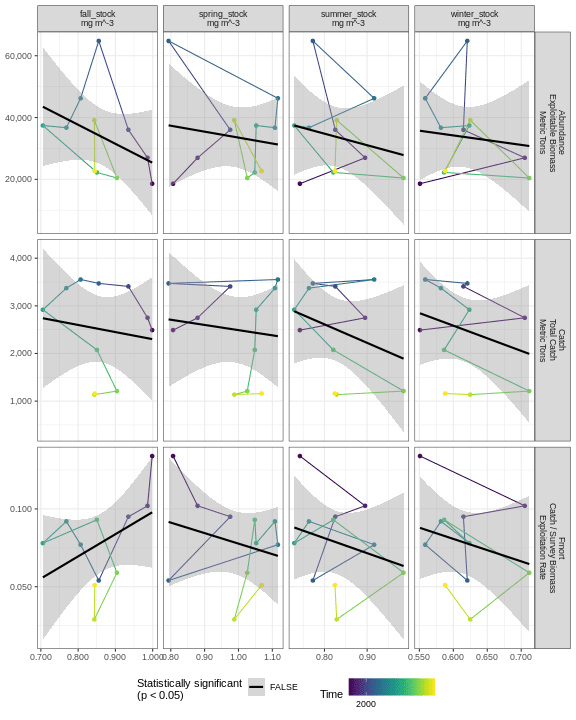 fall_stock
mg m^-3
spring_stock
mg m^-3
summer_stock
mg m^-3
winter_stock
mg m^-3
60,000
40,000
20,000
Abundance
Exploitable Biomass
Metric Tons
4,000
3,000
2,000
1,000
Catch
Total Catch
Metric Tons
0.100
0.050
Fmort
Catch / Survey Biomass
Exploitation Rate
0.700 0.800 0.900 1.000
0.80 0.90 1.00 1.10
0.80 0.90
0.550 0.600 0.650 0.700
Statistically significant
(p < 0.05)
FALSE
Time
2000